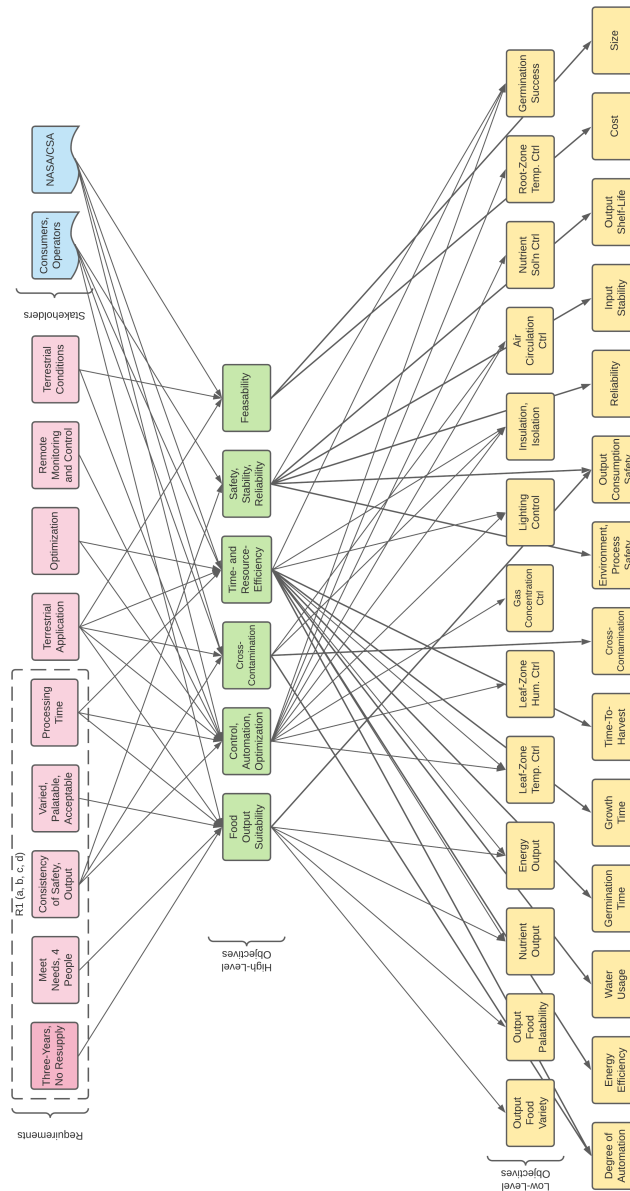 Requirements
R1 (a, b, c, d)
Three-Years,
No Resupply
Meet
Needs, 4
People
Consistency
of Safety,
Output
Varied,
Palatable,
Acceptable
Processing
Time
Terrestrial
Application
Optimization
Remote
Monitoring
and Control
Terrestrial
Conditions
Stakeholders
Consumers,
Operators
NASA/CSA
High-Level
Objectives
Food
Output
Suitability
Control,
Automation,
Optimization
Cross-
Contamination
Time- and
Resource-
Efficiency
Safety,
Stability,
Reliability
Feasability
Low-Level
Objectives
Output
Food
Variety
Output
Food
Palatability
Nutrient
Output
Energy
Output
Leaf-Zone
Temp. Ctrl
Leaf-Zone
Hum. Ctrl
Gas
Concentration
Ctrl
Lighting
Control
Insulation,
Isolation
Air
Circulation
Ctrl
Nutrient
Sol'n Ctrl
Root-Zone
Temp. Ctrl
Germination
Success
Degree of
Automation
Energy
Efficiency
Water
Usage
Germination
Time
Growth
Time
Time-To-
Harvest
Cross-
Contamination
Environment,
Process
Safety
Output
Consumption
Safety
Reliability
Input
Stability
Output
Shelf-Life
Cost
Size